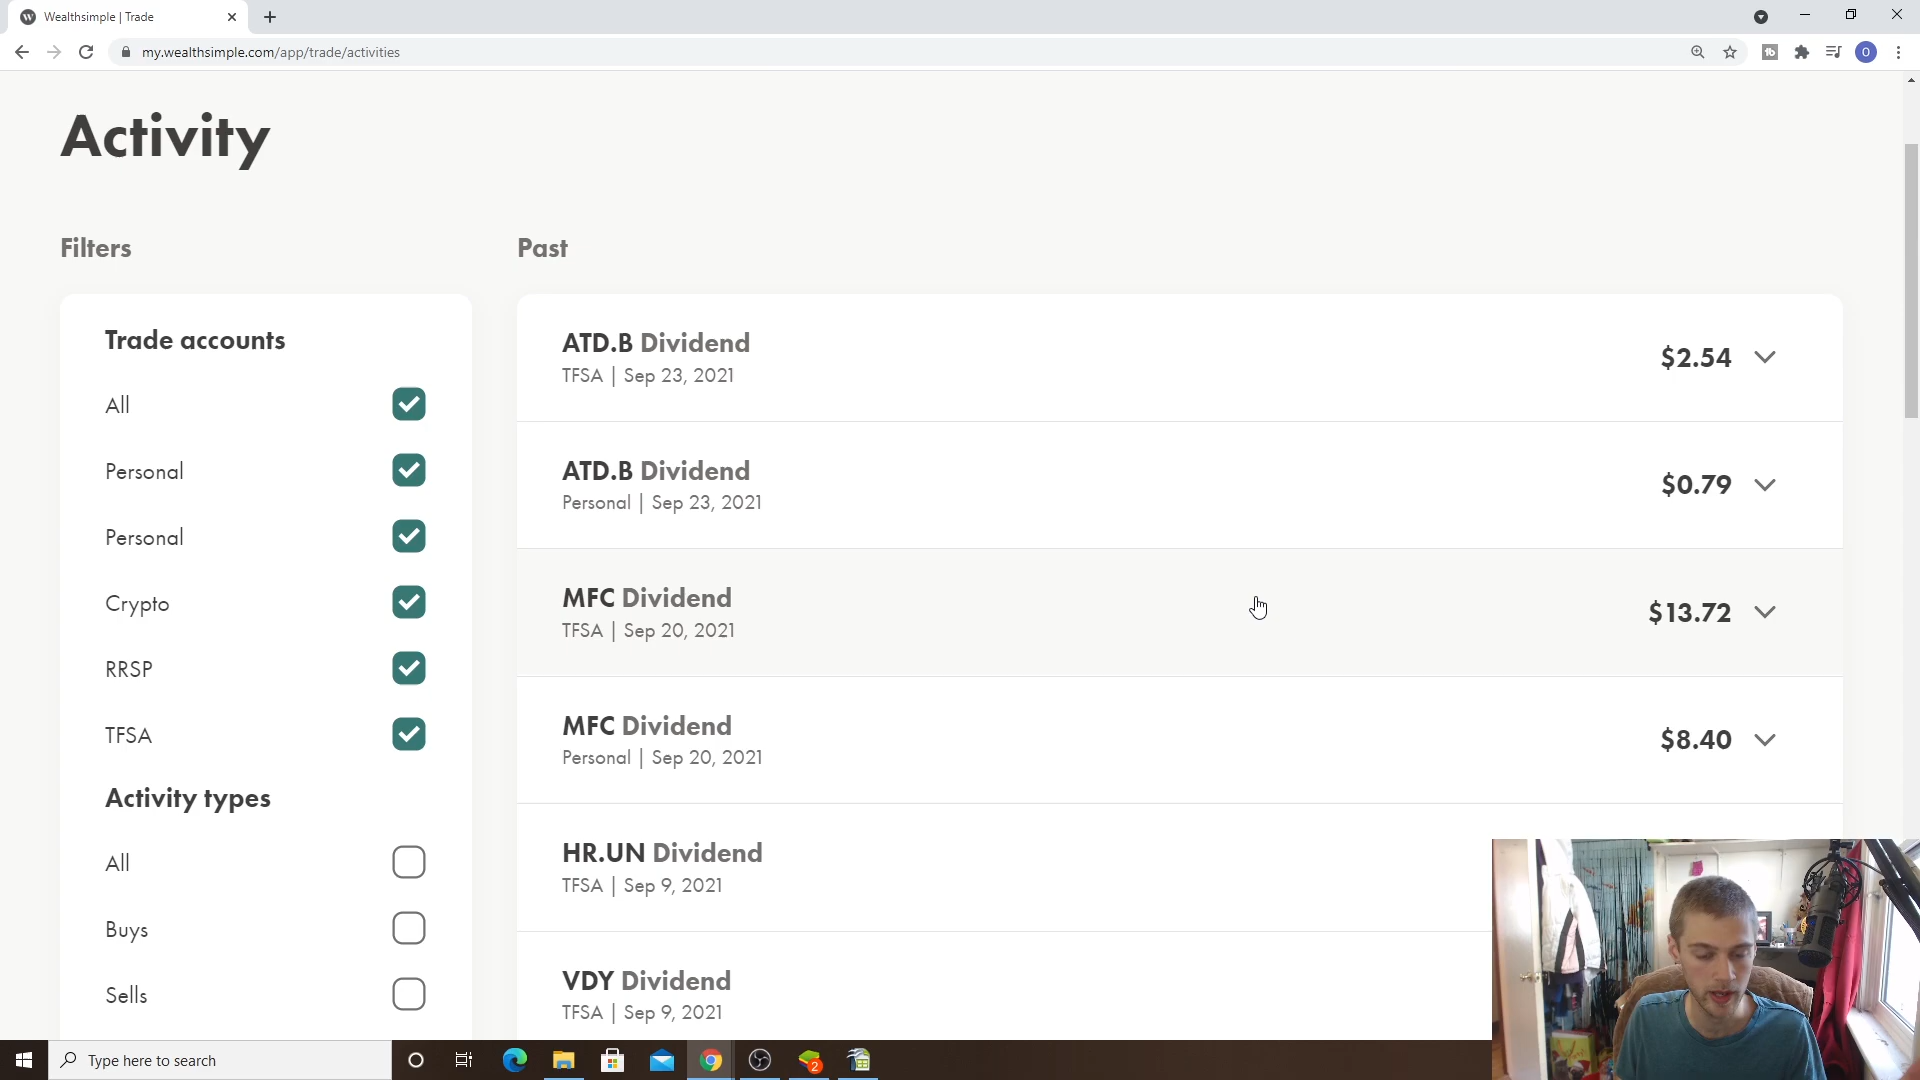 Wealthsimple | Trade
my.wealthsimple.com/app/trade/activities
Activity
Filters
Past
Trade accounts
All
Personal
Personal
Crypto
RRSP
TFSA
Activity types
All
Buys
Sells
ATD.B Dividend
TFSA | Sep 23, 2021
$2.54
ATD.B Dividend
Personal | Sep 23, 2021
$0.79
MFC Dividend
TFSA | Sep 20, 2021
$13.72
MFC Dividend
Personal | Sep 20, 2021
$8.40
HR.UN Dividend
TFSA | Sep 9, 2021
VDY Dividend
TFSA | Sep 9, 2021
Type here to search
2
O